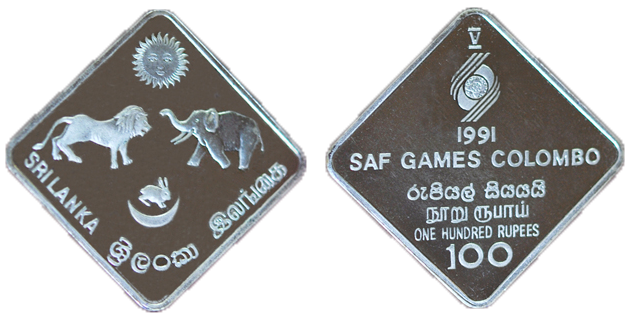 SRI LANKA
ශ්‍රී ලංකා
இலங்கை
V
1991
SAF GAMES COLOMBO
රුපියල් සියයයි
நூறு ரூபாய்
ONE HUNDRED RUPEES
100